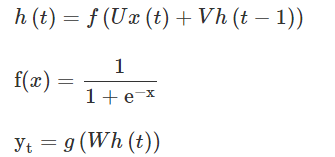 h (t) = f (Ux (t) + Vh (t − 1))
f(x) = 1 / (1 + e^{-x})
y_t = g (Wh (t))